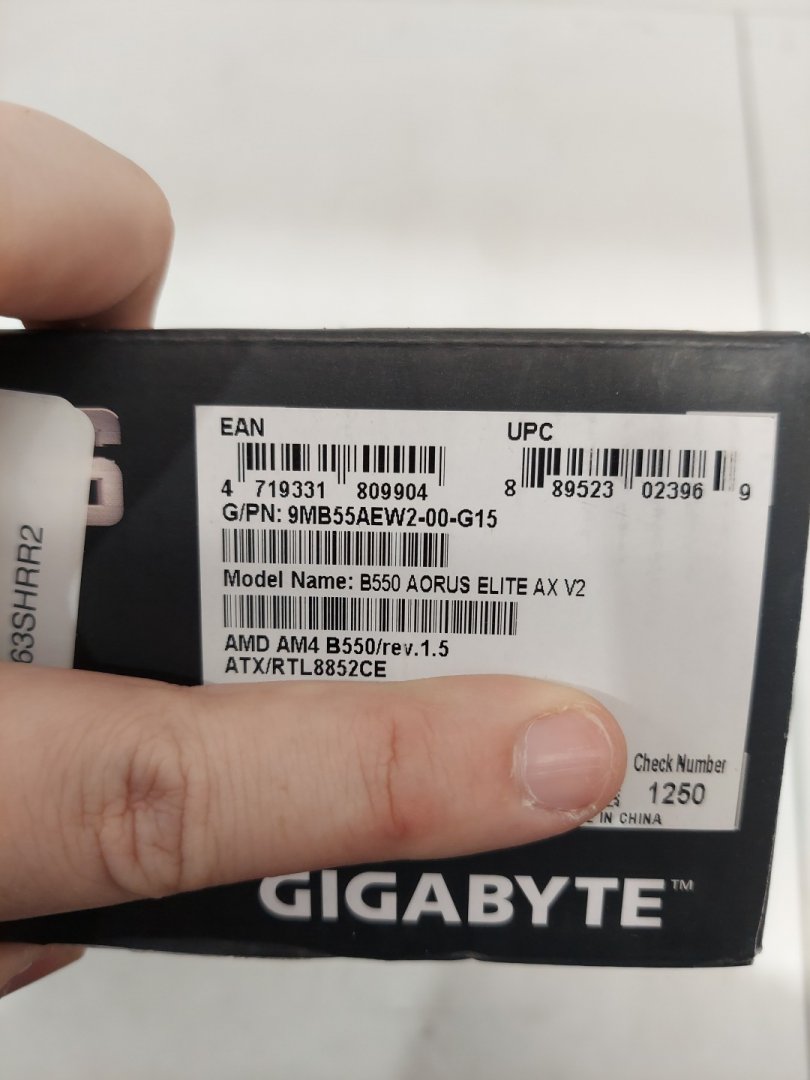 EAN
4 719331 809904
UPC
8 89523 02396 9
G/PN: 9MB55AEW2-00-G15
Model Name: B550 AORUS ELITE AX V2
AMD AM4 B550/rev.1.5
ATX/RTL8852CE
Check Number
1250
IN CHINA
GIGABYTE™
63SHRR2